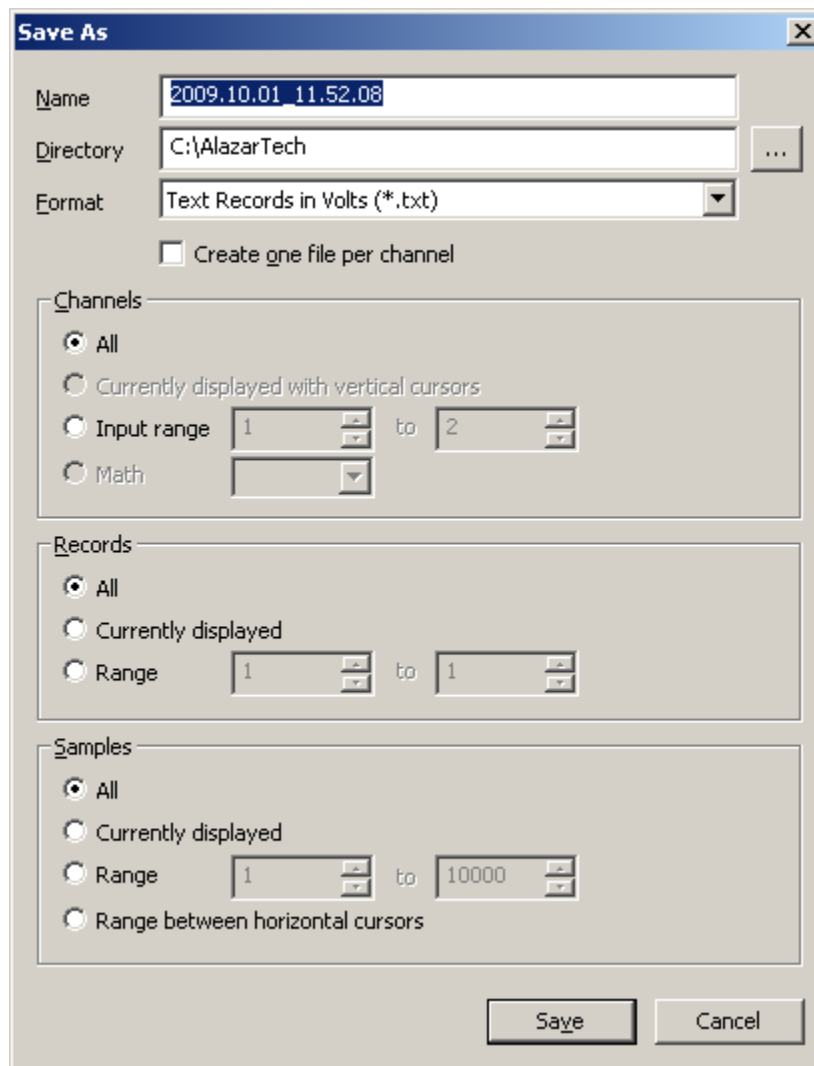 Save As
Name 2009.10.01_11.52.08
Directory C:\AlazarTech ...
Format Text Records in Volts (*.txt)
Create one file per channel
Channels
All
Currently displayed with vertical cursors
Input range 1 to 2
Math
Records
All
Currently displayed
Range 1 to 1
Samples
All
Currently displayed
Range 1 to 10000
Range between horizontal cursors
Save Cancel